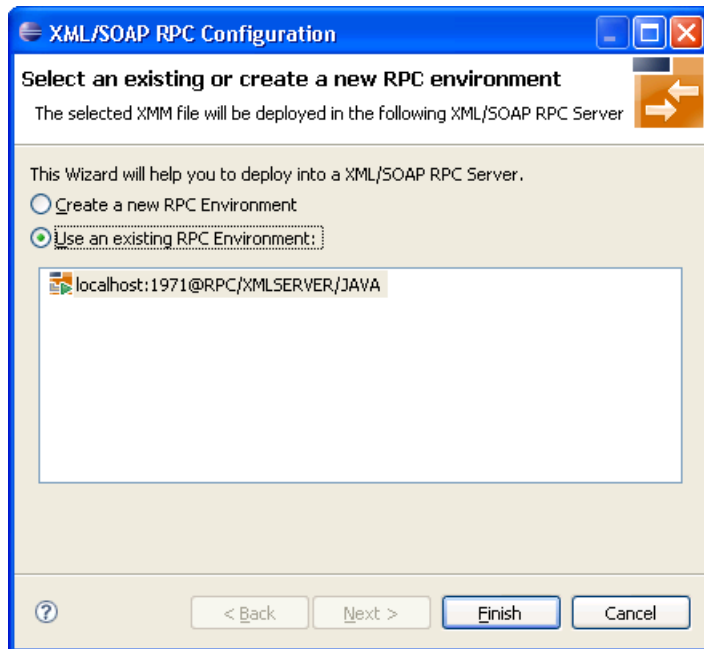 XML/SOAP RPC Configuration
Select an existing or create a new RPC environment
The selected XMM file will be deployed in the following XML/SOAP RPC Server
This Wizard will help you to deploy into a XML/SOAP RPC Server.
Create a new RPC Environment
Use an existing RPC Environment:
localhost:1971@RPC/XMLSERVER/JAVA
? < Back Next > Finish Cancel